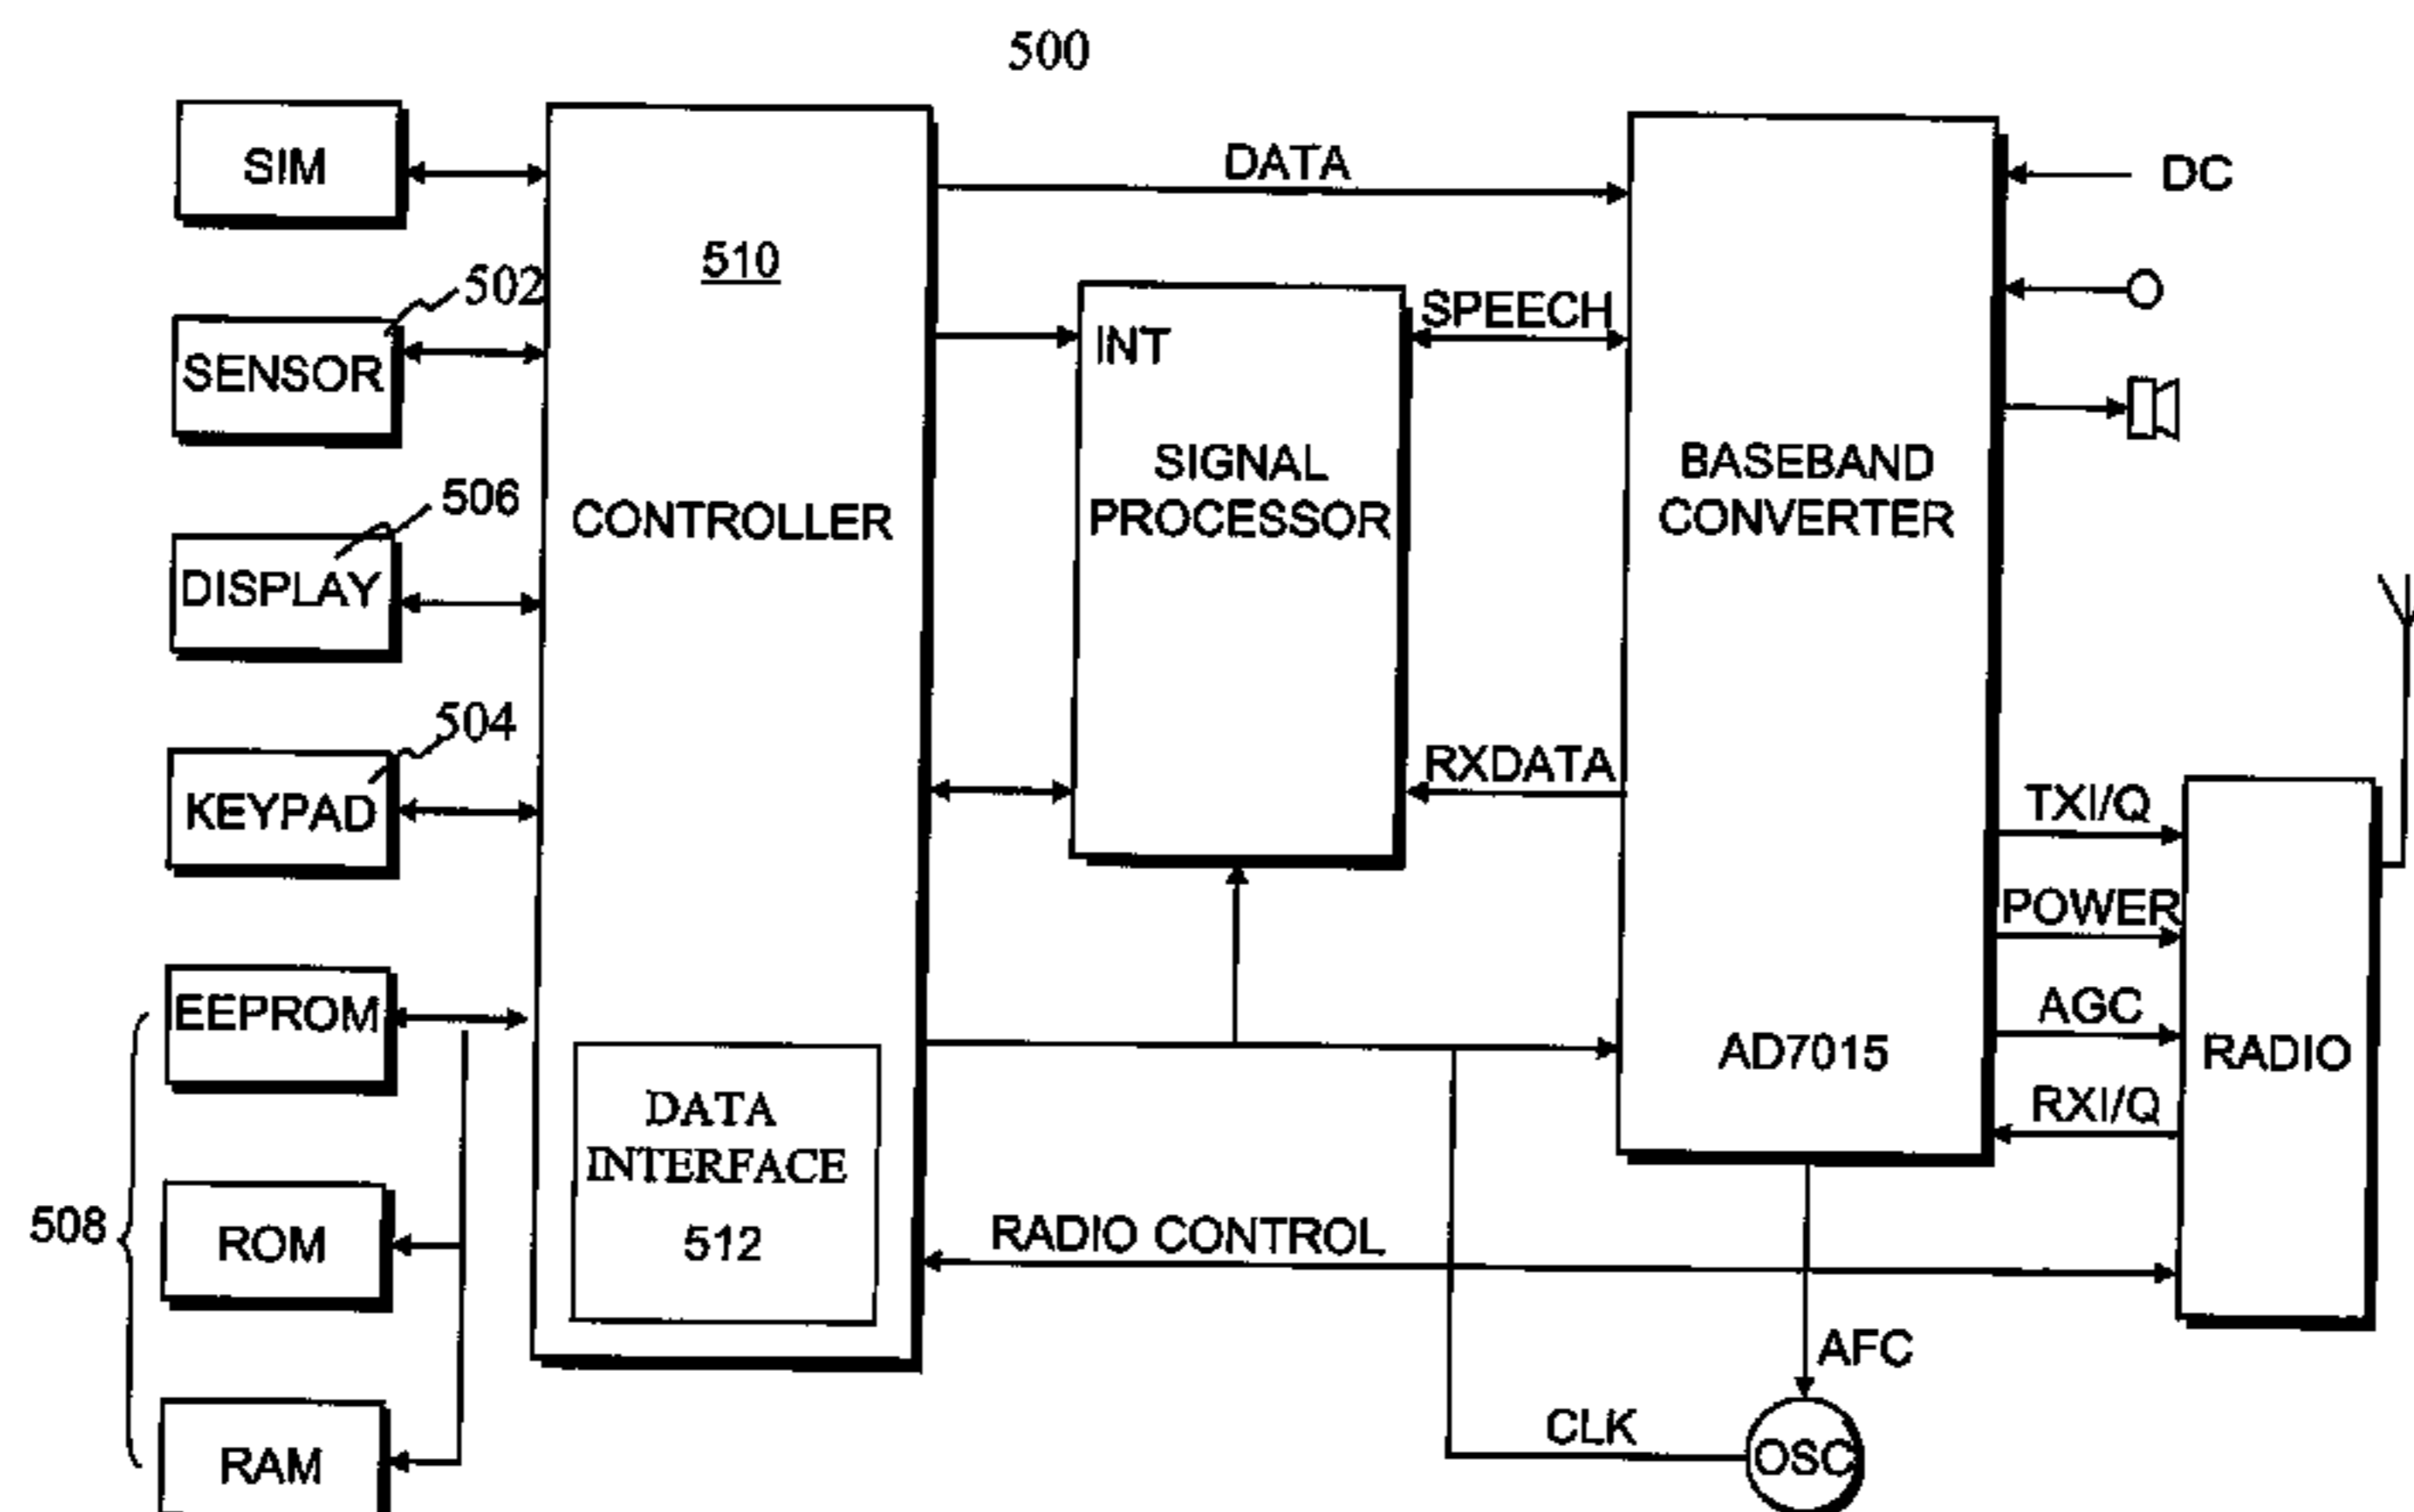 500
SIM
DATA
DC
510
502
SENSOR
INT
SPEECH
O
SIGNAL
PROCESSOR
BASEBAND
CONVERTER
CONTROLLER
506
DISPLAY
504
KEYPAD
RXDATA
TXI/Q
POWER
EEPROM
AGC
AD7015
RADIO
RXI/Q
DATA
INTERFACE
512
508
ROM
RADIO CONTROL
AFC
CLK
OSC
RAM